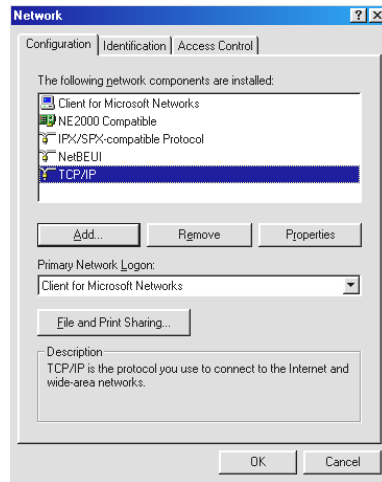 Network
Configuration Identification Access Control
The following network components are installed:
Client for Microsoft Networks
NE2000 Compatible
IPX/SPX-compatible Protocol
NetBEUI
TCP/IP
Add... Remove Properties
Primary Network Logon:
Client for Microsoft Networks
File and Print Sharing...
Description
TCP/IP is the protocol you use to connect to the Internet and
wide-area networks.
OK Cancel